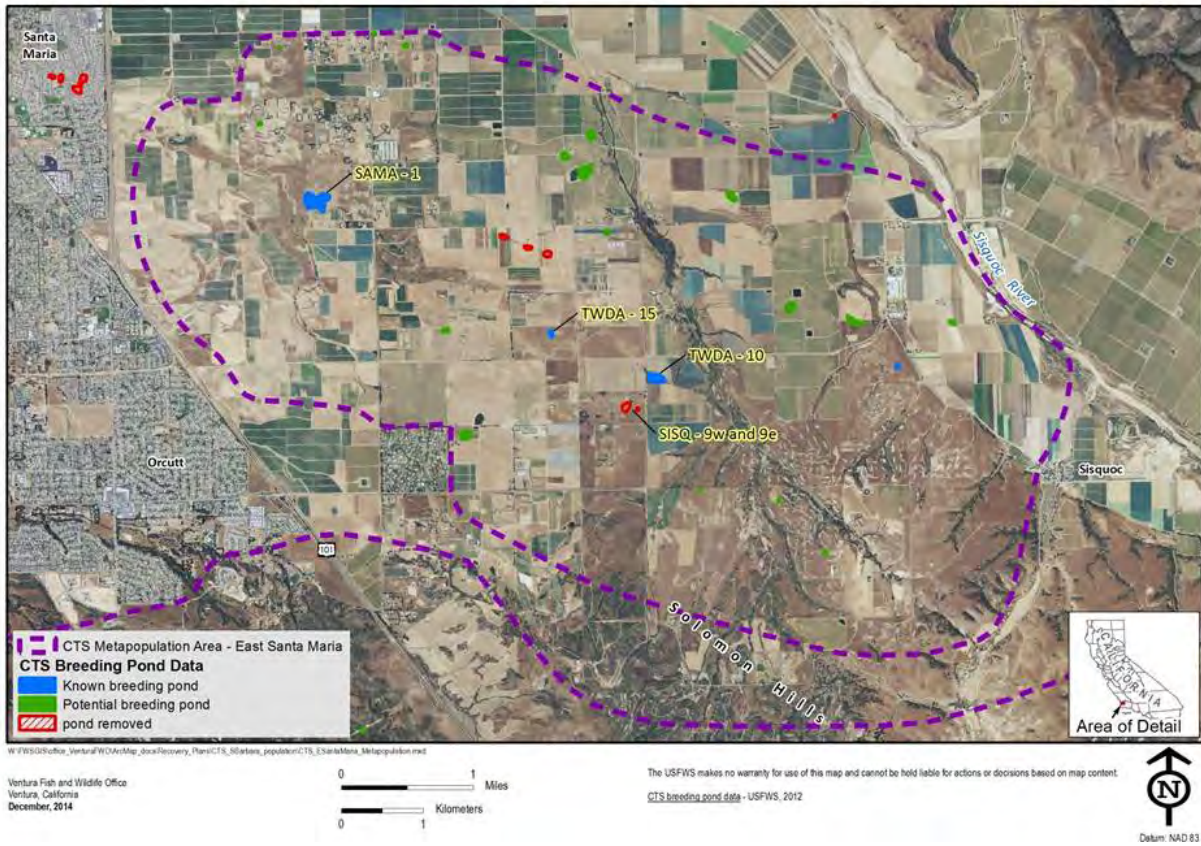 Santa
Maria
SAMA - 1
Sisquoc River
TWDA - 15
TWDA - 10
SISQ - 9w and 9e
Orcutt
Sisquoc
101
Solomon Hills
CTS Metapopulation Area - East Santa Maria
CTS Breeding Pond Data
Known breeding pond
Potential breeding pond
pond removed
CALIFORNIA
Area of Detail
Ventura Fish and Wildlife Office
Ventura, California
December, 2014
0 1
Miles
Kilometers
0 1
The USFWS makes no warranty for use of this map and cannot be held liable for actions or decisions based on map content.
CTS breeding pond data - USFWS, 2012
N
Datum: NAD 83